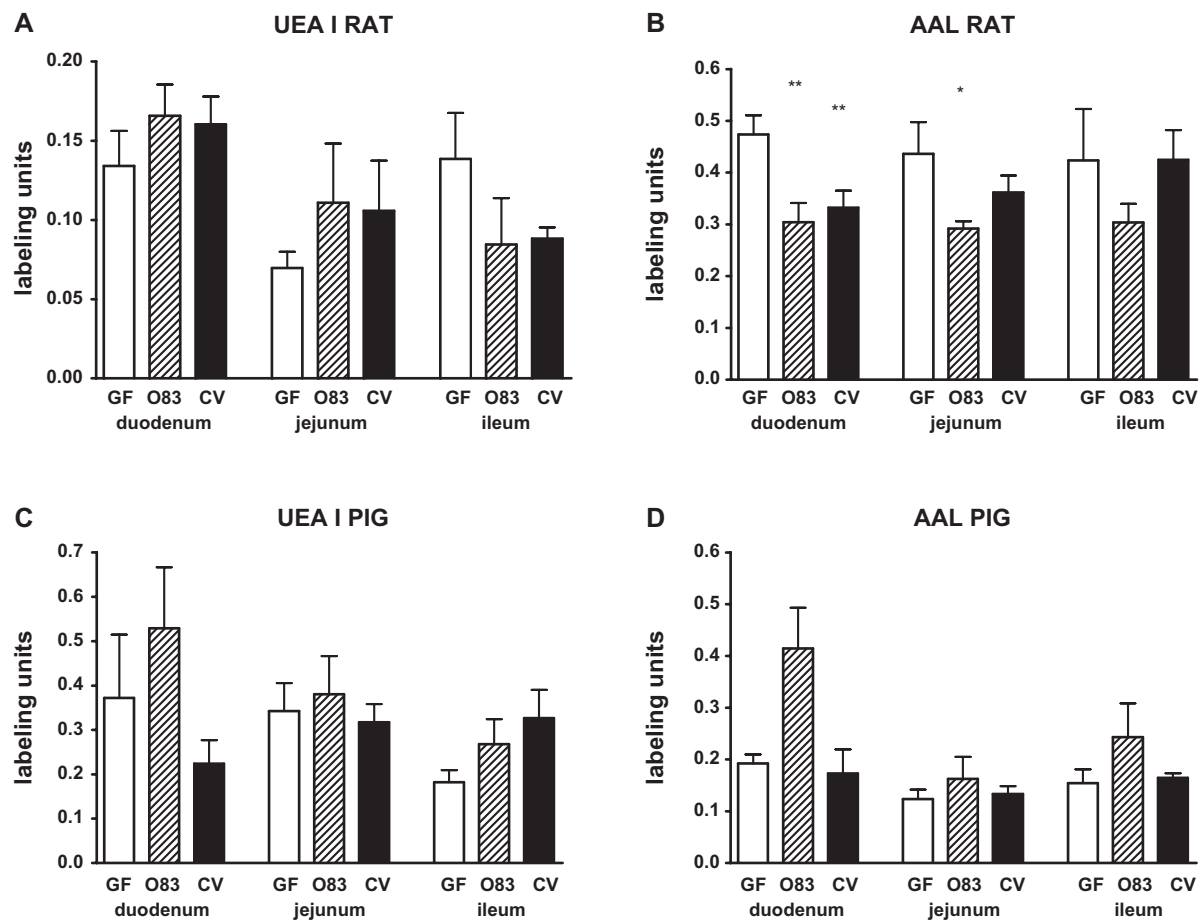 A
UEA I RAT
labeling units
0.20
0.15
0.10
0.05
0.00
GF O83 CV GF O83 CV GF O83 CV
duodenum jejunum ileum
B
AAL RAT
labeling units
0.6
0.5
0.4
0.3
0.2
0.1
0.0
** ** *
GF O83 CV GF O83 CV GF O83 CV
duodenum jejunum ileum
C
UEA I PIG
labeling units
0.7
0.6
0.5
0.4
0.3
0.2
0.1
0.0
GF O83 CV GF O83 CV GF O83 CV
duodenum jejunum ileum
D
AAL PIG
labeling units
0.6
0.5
0.4
0.3
0.2
0.1
0.0
GF O83 CV GF O83 CV GF O83 CV
duodenum jejunum ileum